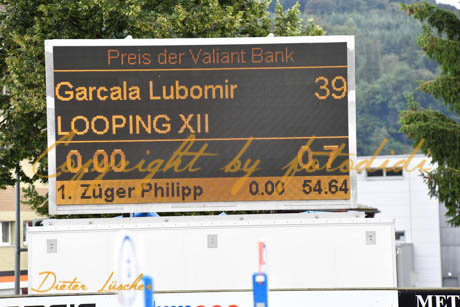 Preis der Valiant Bank
Garcala Lubomir 39
LOOPING XII
0.00 0.7
Copyright by fotodidi
1. Züger Philipp 0.00 54.64
Dieter Lüscher
MET